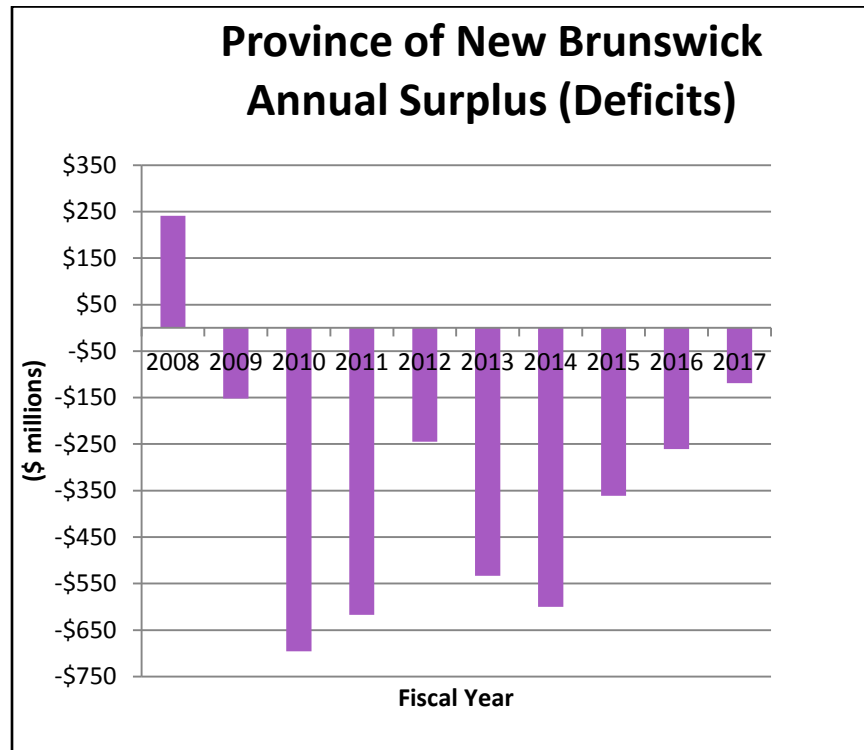 Province of New Brunswick
Annual Surplus (Deficits)
$350
$250
$150
$50
-$50
-$150
-$250
-$350
-$450
-$550
-$650
-$750
($ millions)
2008 2009 2010 2011 2012 2013 2014 2015 2016 2017
Fiscal Year